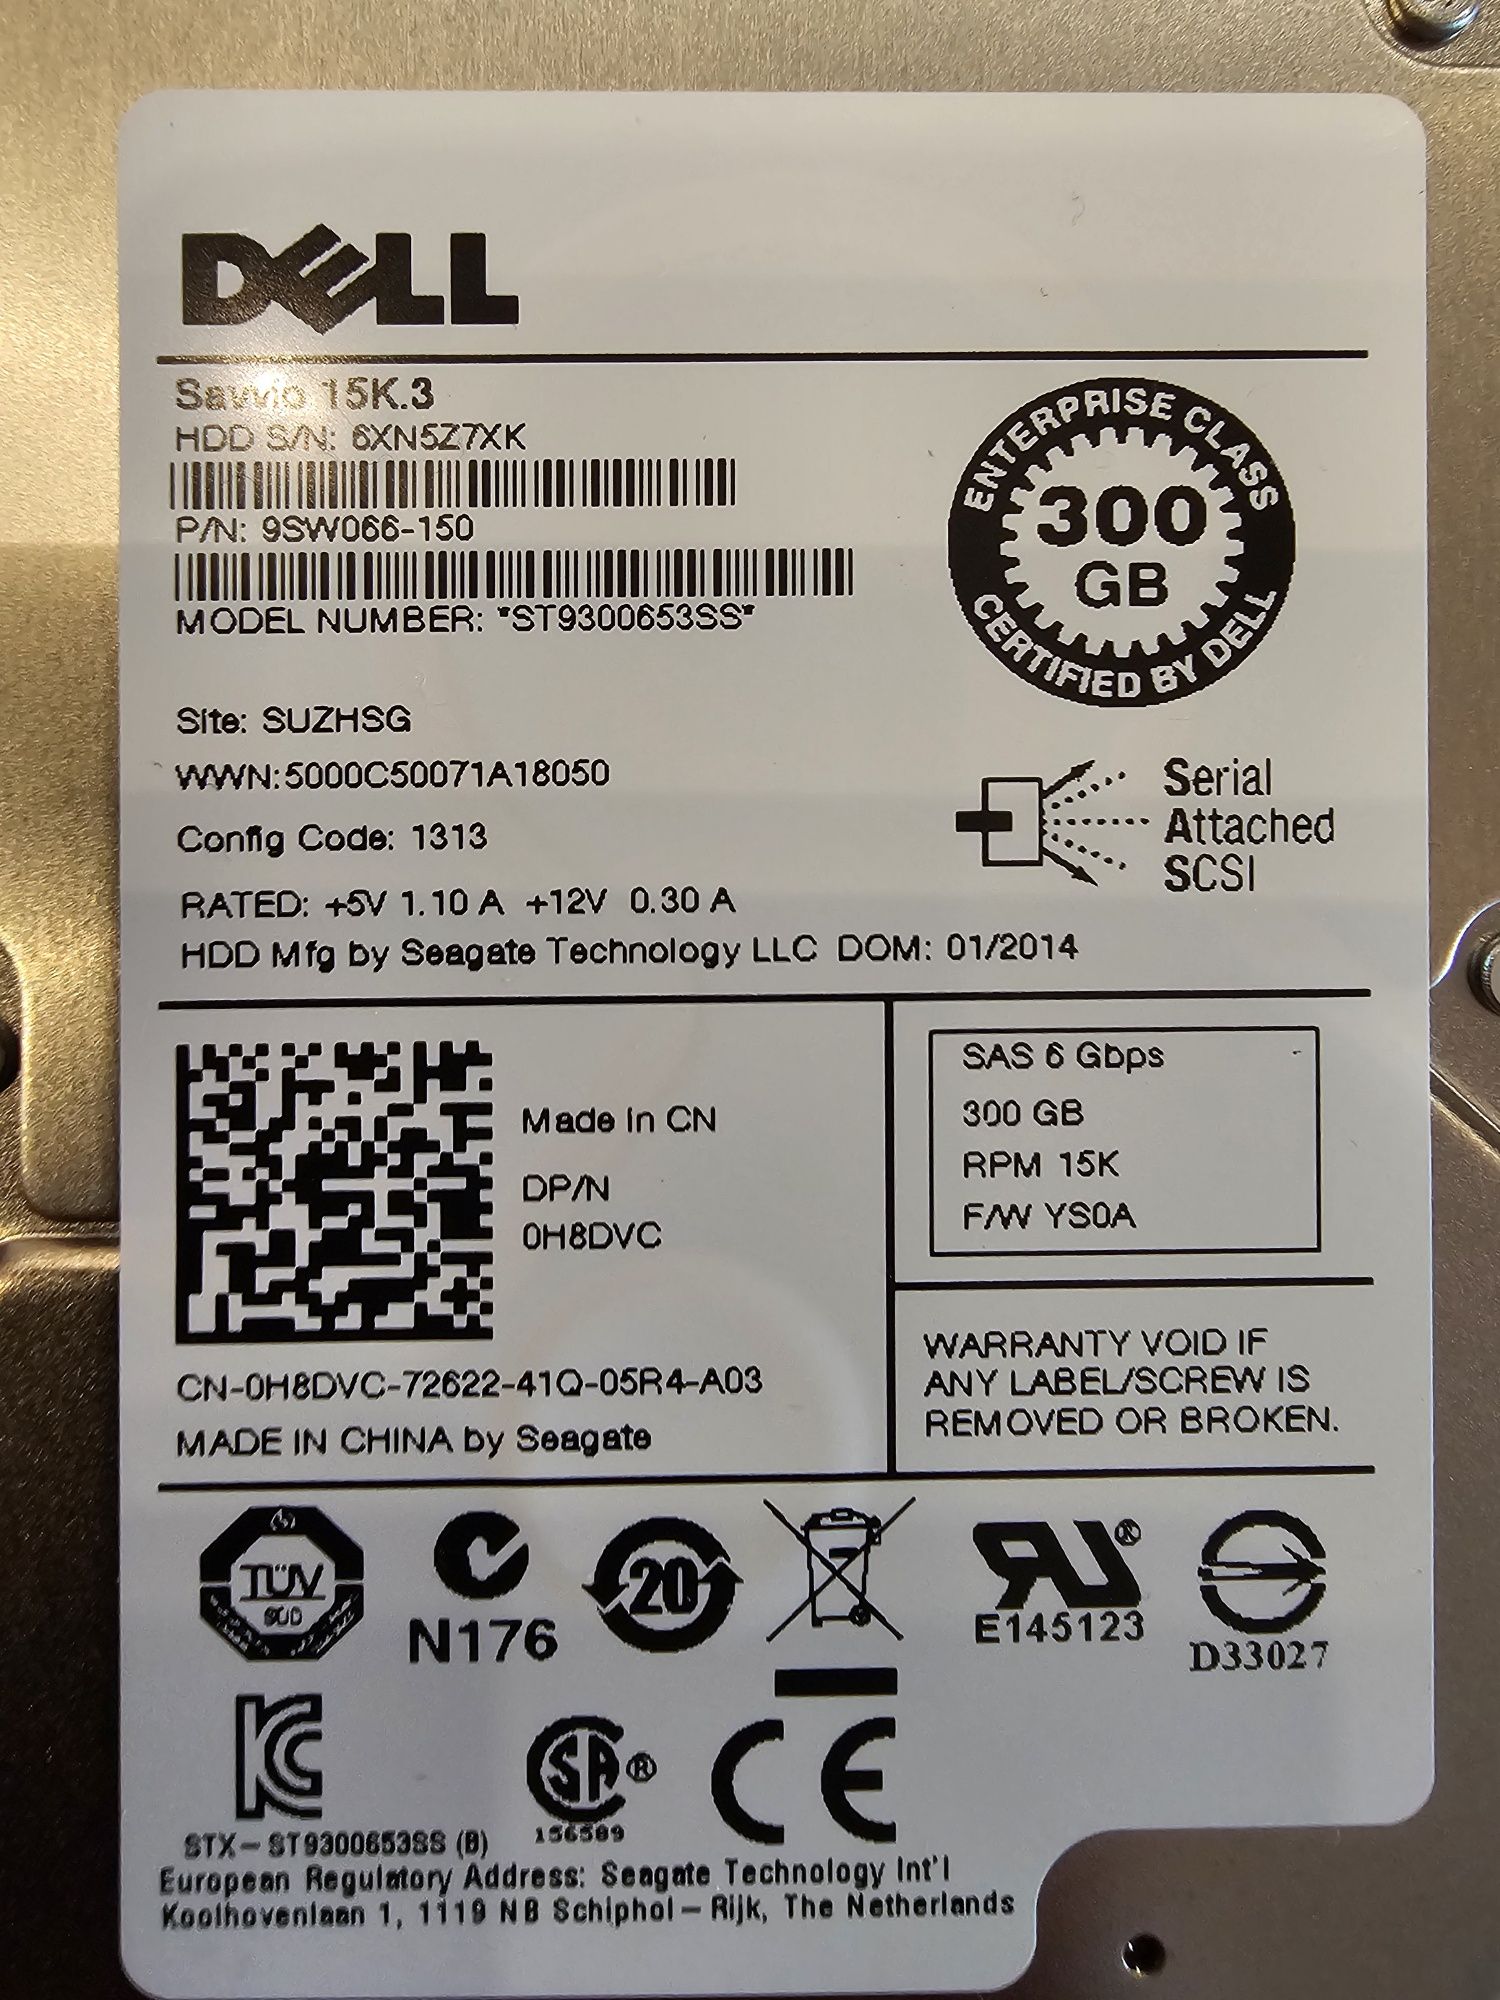 DELL
Savvio 15K.3
HDD S/N: 6XN5Z7XK
P/N: 9SW066-150
MODEL NUMBER: "ST9300653SS"
ENTERPRISE CLASS
300
GB
CERTIFIED BY DELL
Site: SUZHSG
WWN:5000C50071A18050
Config Code: 1313
Serial
Attached
SCSI
RATED: +5V 1.10 A +12V 0.30 A
HDD Mfg by Seagate Technology LLC DOM: 01/2014
Made In CN
DP/N
0H8DVC
CN-0H8DVC-72622-41Q-05R4-A03
MADE IN CHINA by Seagate
SAS 6 Gbps
300 GB
RPM 15K
F/W YS0A
WARRANTY VOID IF
ANY LABEL/SCREW IS
REMOVED OR BROKEN.
TÜV
SÜD
N176
20
RU®
E145123
D33027
KC
SA®
156589
CE
STX-ST9300653SS (B)
European Regulatory Address: Seagate Technology Int'l
Koolhovenlaan 1, 1119 NB Schiphol-Rijk, The Netherlands